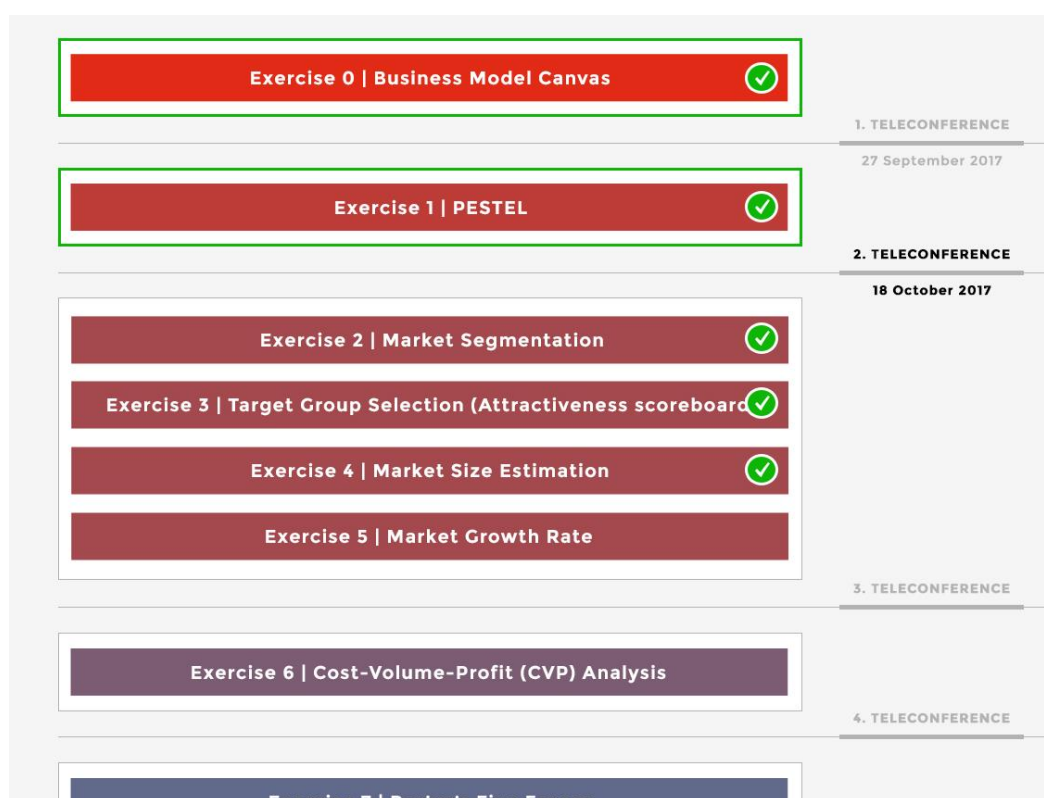 Exercise 0 | Business Model Canvas
1. TELECONFERENCE
27 September 2017
Exercise 1 | PESTEL
2. TELECONFERENCE
18 October 2017
Exercise 2 | Market Segmentation
Exercise 3 | Target Group Selection (Attractiveness scoreboard
Exercise 4 | Market Size Estimation
Exercise 5 | Market Growth Rate
3. TELECONFERENCE
Exercise 6 | Cost-Volume-Profit (CVP) Analysis
4. TELECONFERENCE